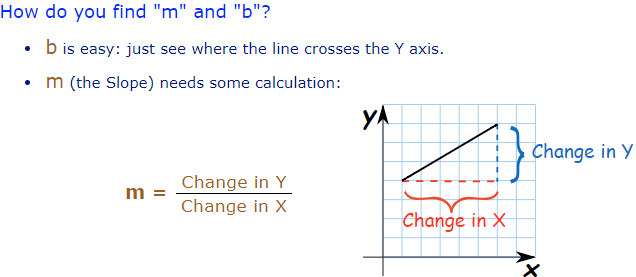 How do you find "m" and "b"?
• b is easy: just see where the line crosses the Y axis.
• m (the Slope) needs some calculation:
y
Change in Y
m = Change in Y
Change in X
Change in X
x